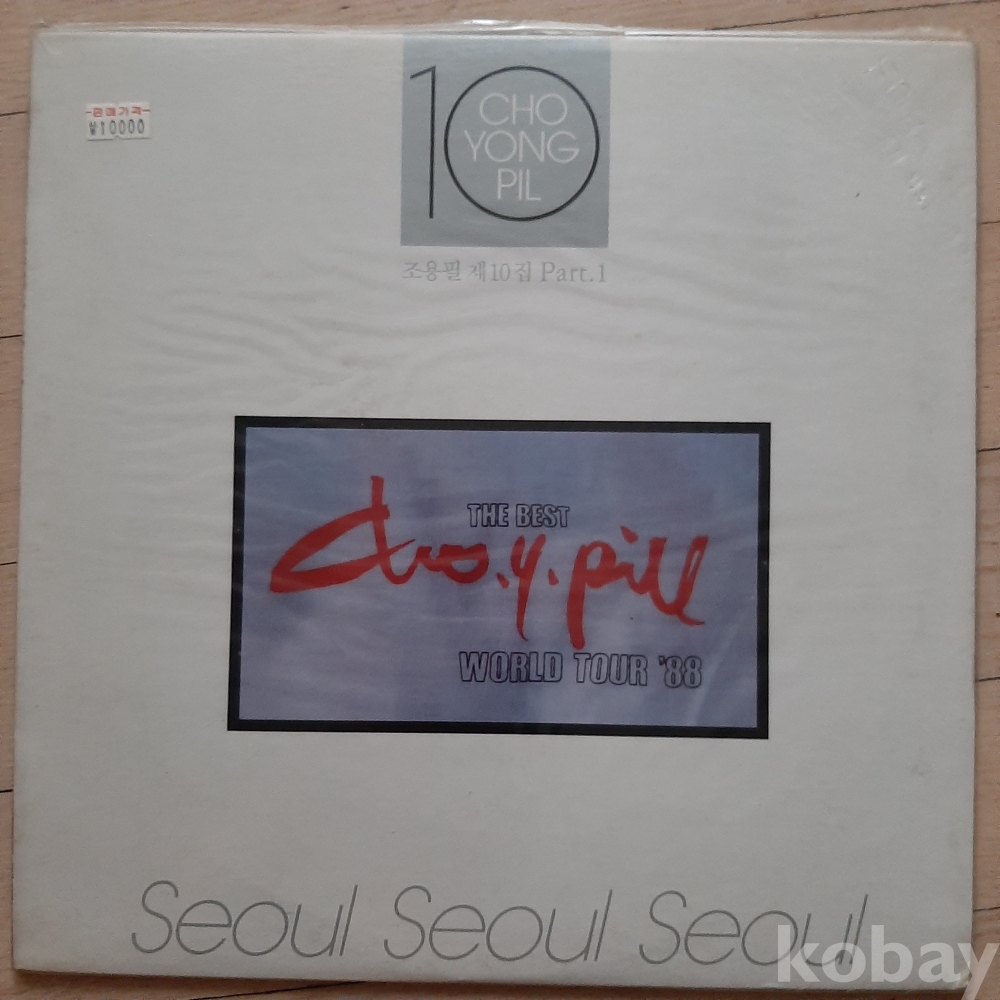 10
CHO
YONG
PIL
판매가격
₩10000
조용필 제10집 Part.1
THE BEST
cho.y.pill
WORLD TOUR '88
Seoul Seoul Seoul
kobay